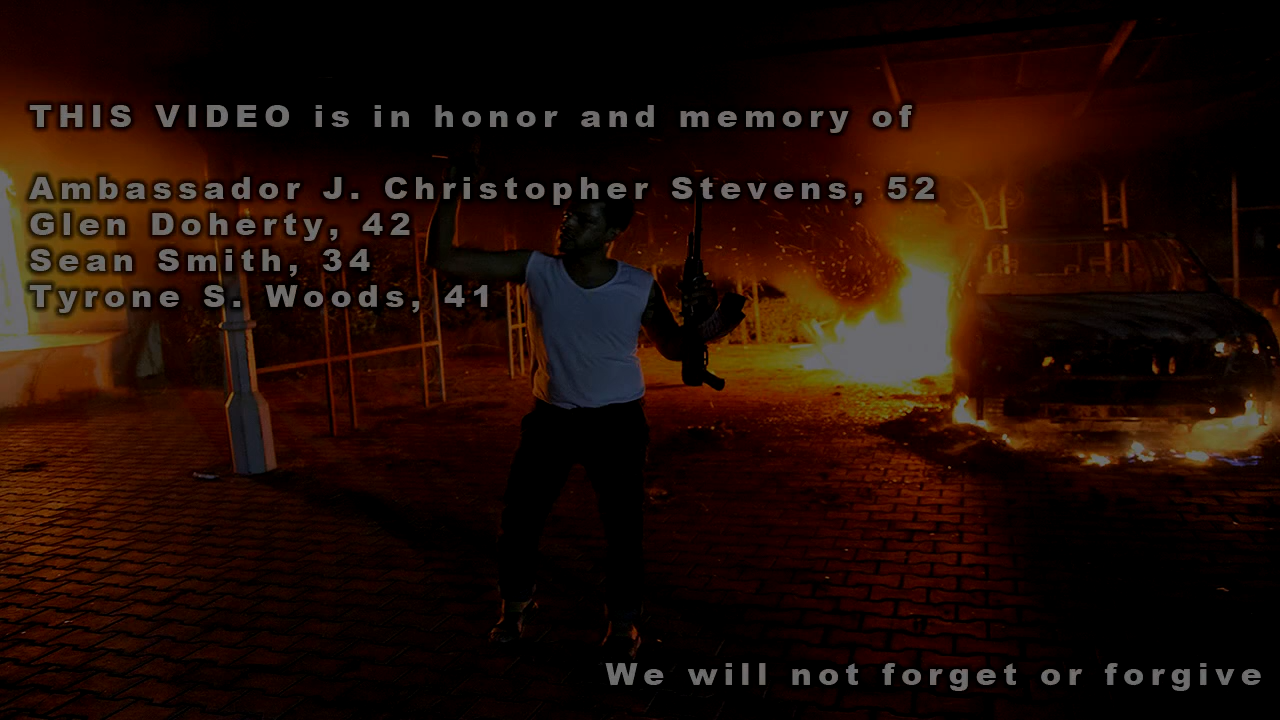 THIS VIDEO is in honor and memory of
Ambassador J. Christopher Stevens, 52
Glen Doherty, 42
Sean Smith, 34
Tyrone S. Woods, 41
We will not forget or forgive